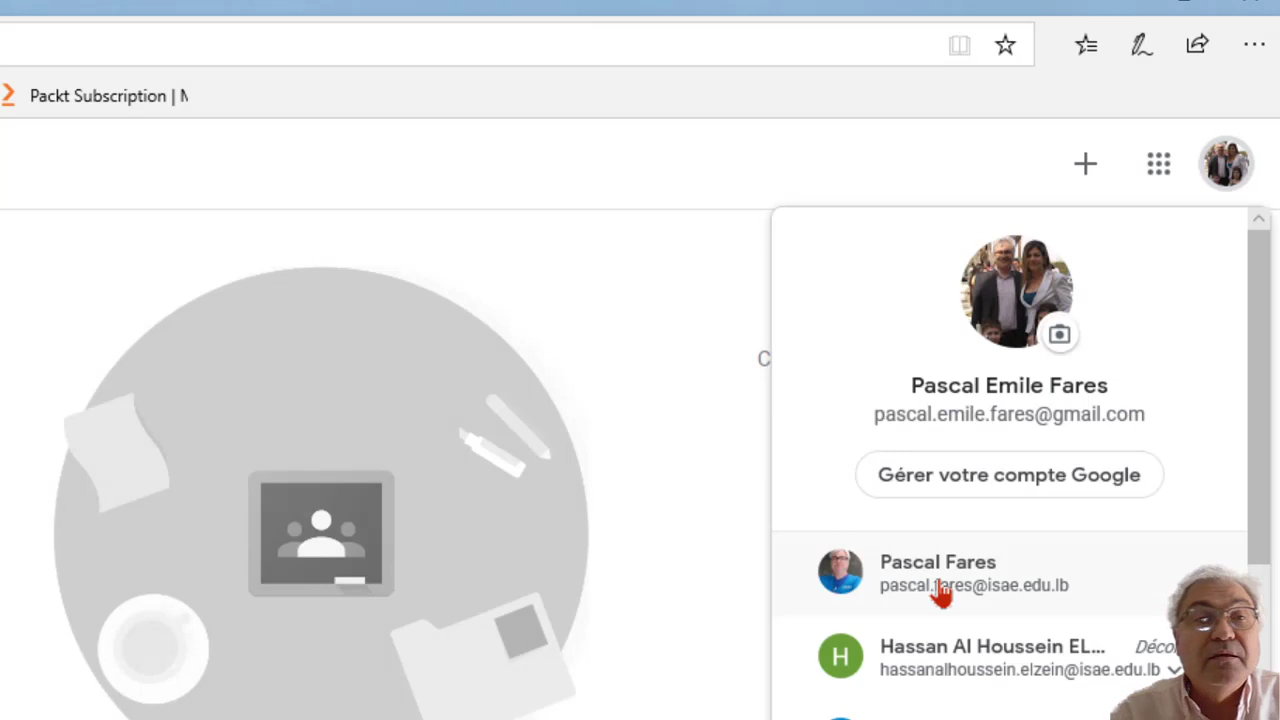 Packt Subscription |
C
Pascal Emile Fares
pascal.emile.fares@gmail.com
Gérer votre compte Google
Pascal Fares
pascal.fares@isae.edu.lb
H
Hassan Al Houssein EL...
Déco
hassanalhoussein.elzein@isae.edu.lb